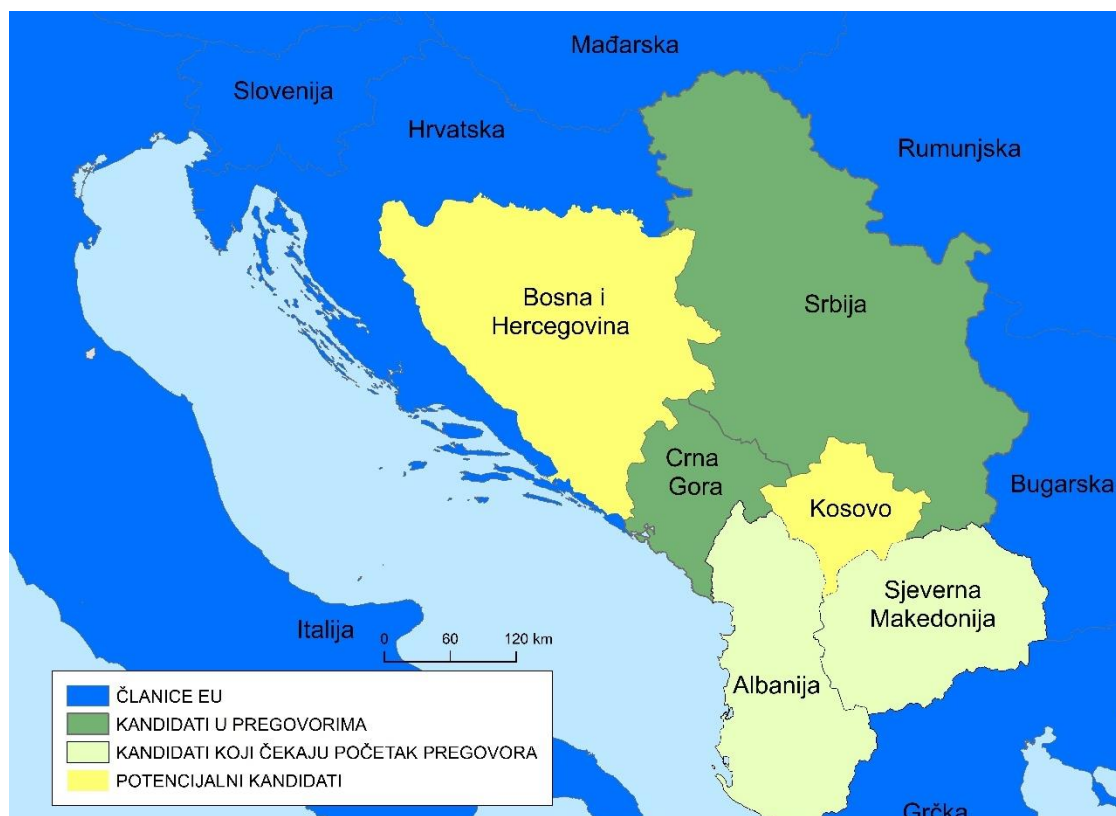 Mađarska
Slovenija
Hrvatska
Rumunjska
Bosna i
Hercegovina
Srbija
Crna
Gora
Kosovo
Bugarska
Sjeverna
Makedonija
Italija
0 60 120 km
Albanija
Grčka
ČLANICE EU
KANDIDATI U PREGOVORIMA
KANDIDATI KOJI ČEKAJU POČETAK PREGOVORA
POTENCIJALNI KANDIDATI